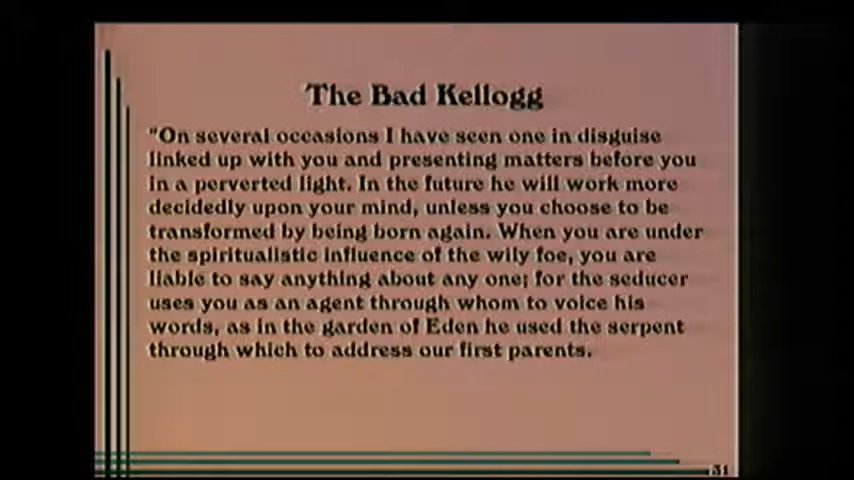 The Bad Kellogg
"On several occasions I have seen one in disguise
linked up with you and presenting matters before you
in a perverted light. In the future he will work more
decidedly upon your mind, unless you choose to be
transformed by being born again. When you are under
the spiritualistic influence of the wily foe, you are
liable to say anything about any one; for the seducer
uses you as an agent through whom to voice his
words, as in the garden of Eden he used the serpent
through which to address our first parents.
31